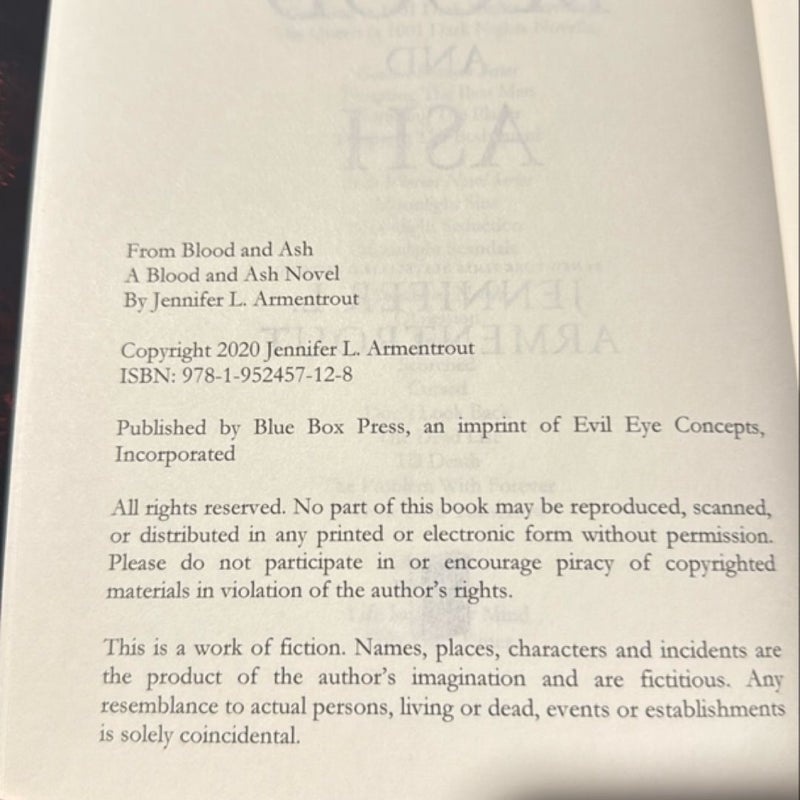 AND
ASH
From Blood and Ash
A Blood and Ash Novel
By Jennifer L. Armentrout
JENNIFER L.
ARMENTROUT
Copyright 2020 Jennifer L. Armentrout
ISBN: 978-1-952457-12-8
Published by Blue Box Press, an imprint of Evil Eye Concepts,
Incorporated
All rights reserved. No part of this book may be reproduced, scanned,
or distributed in any printed or electronic form without permission.
Please do not participate in or encourage piracy of copyrighted
materials in violation of the author's rights.
This is a work of fiction. Names, places, characters and incidents are
the product of the author's imagination and are fictitious. Any
resemblance to actual persons, living or dead, events or establishments
is solely coincidental.